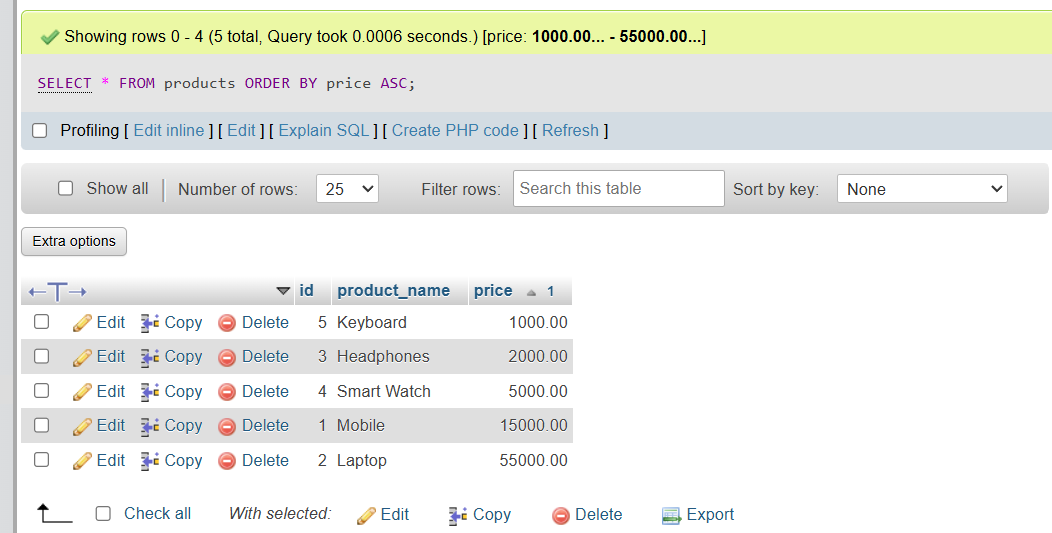 Showing rows 0 - 4 (5 total, Query took 0.0006 seconds.) [price: 1000.00... - 55000.00...]
SELECT * FROM products ORDER BY price ASC;
Profiling [ Edit inline ] [ Edit ] [ Explain SQL ] [ Create PHP code ] [ Refresh ]
Show all Number of rows: 25 Filter rows: Search this table Sort by key: None
Extra options
id product_name price 1
Edit Copy Delete 5 Keyboard 1000.00
Edit Copy Delete 3 Headphones 2000.00
Edit Copy Delete 4 Smart Watch 5000.00
Edit Copy Delete 1 Mobile 15000.00
Edit Copy Delete 2 Laptop 55000.00
Check all With selected: Edit Copy Delete Export